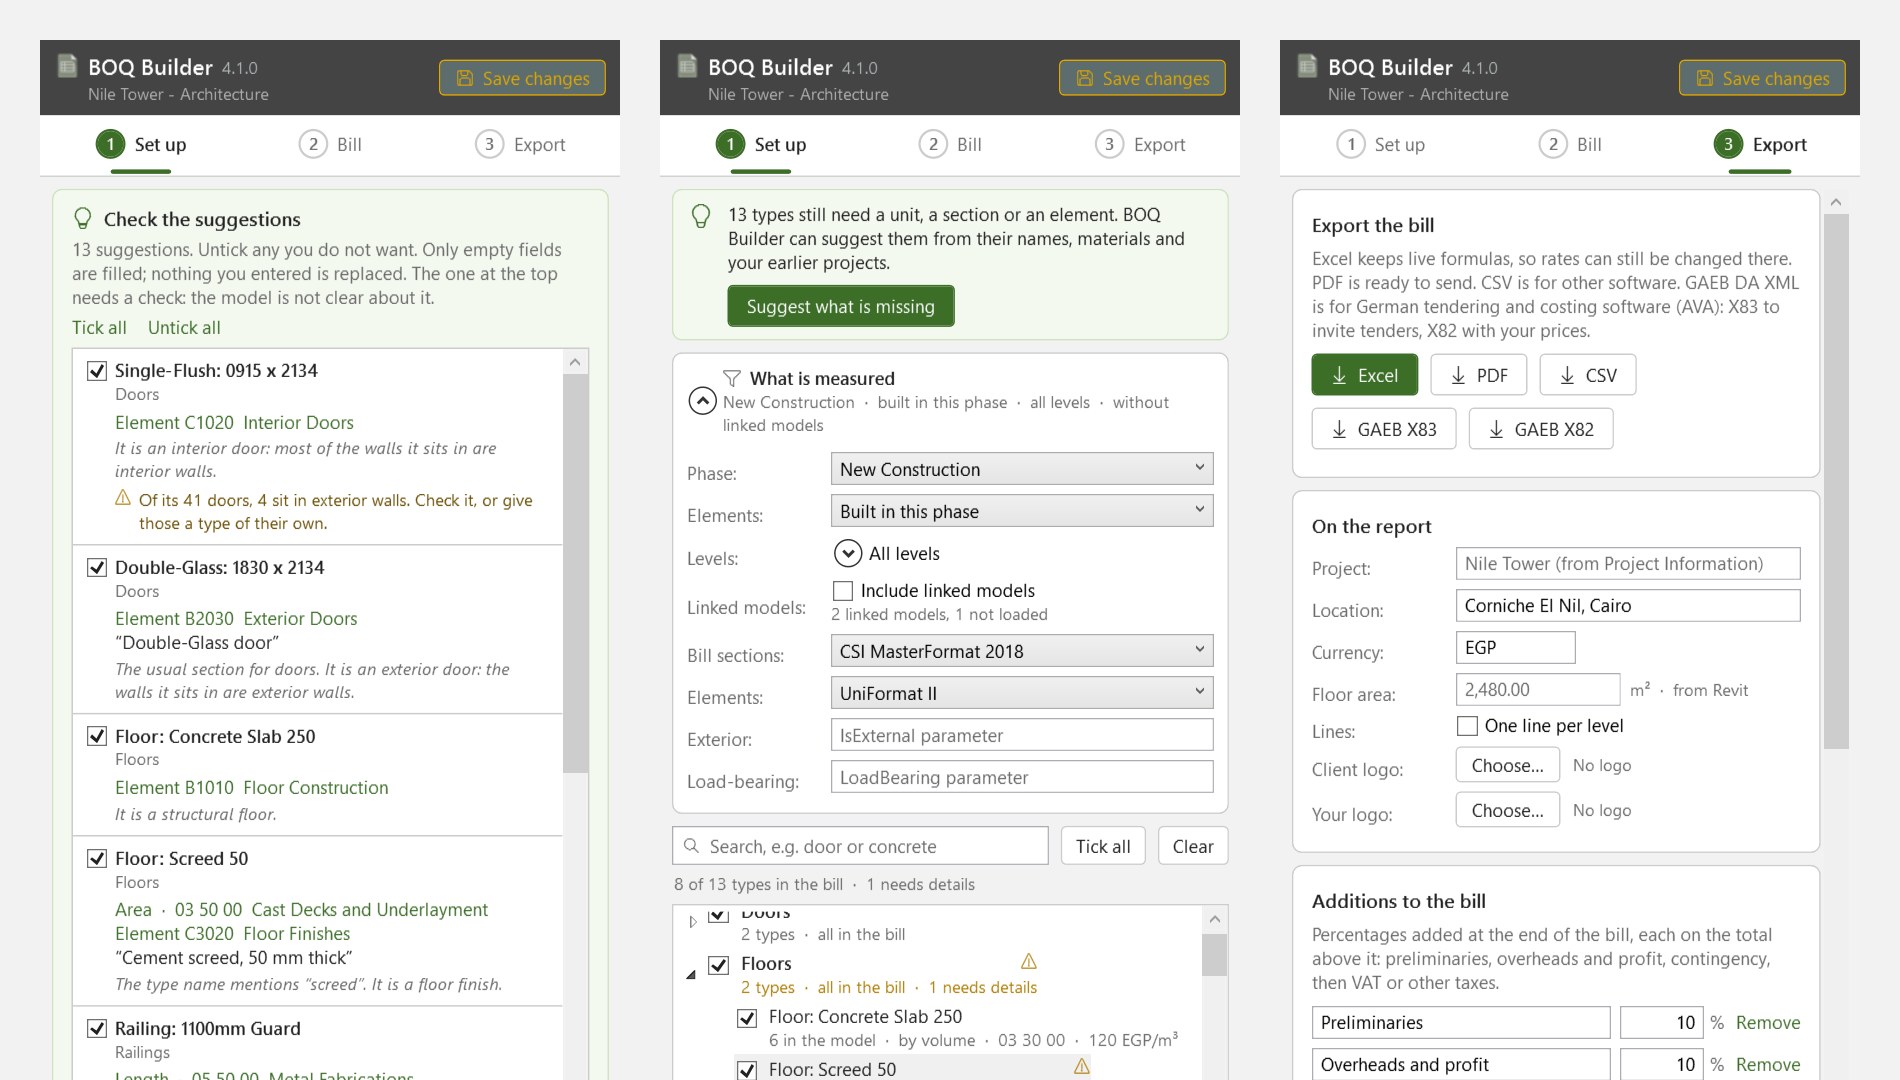 BOQ Builder 4.1.0
Nile Tower - Architecture
Save changes
1 Set up
2 Bill
3 Export
Check the suggestions
13 suggestions. Untick any you do not want. Only empty fields
are filled; nothing you entered is replaced. The one at the top
needs a check: the model is not clear about it.
Tick all Untick all
Single-Flush: 0915 x 2134
Doors
Element C1020 Interior Doors
It is an interior door: most of the walls it sits in are
interior walls.
Of its 41 doors, 4 sit in exterior walls. Check it, or give
those a type of their own.
Double-Glass: 1830 x 2134
Doors
Element B2030 Exterior Doors
“Double-Glass door”
The usual section for doors. It is an exterior door: the
walls it sits in are exterior walls.
Floor: Concrete Slab 250
Floors
Element B1010 Floor Construction
It is a structural floor.
Floor: Screed 50
Floors
Area · 03 50 00 Cast Decks and Underlayment
Element C3020 Floor Finishes
“Cement screed, 50 mm thick”
The type name mentions “screed”. It is a floor finish.
Railing: 1100mm Guard
Railings
Length · 05 50 00 Metal Fabrications
BOQ Builder 4.1.0
Nile Tower - Architecture
Save changes
1 Set up
2 Bill
3 Export
13 types still need a unit, a section or an element. BOQ
Builder can suggest them from their names, materials and
your earlier projects.
Suggest what is missing
What is measured
New Construction · built in this phase · all levels · without
linked models
Phase: New Construction
Elements: Built in this phase
Levels: All levels
Linked models: Include linked models
2 linked models, 1 not loaded
Bill sections: CSI MasterFormat 2018
Elements: UniFormat II
Exterior: IsExternal parameter
Load-bearing: LoadBearing parameter
Search, e.g. door or concrete
Tick all
Clear
8 of 13 types in the bill · 1 needs details
Doors
2 types · all in the bill
Floors
2 types · all in the bill · 1 needs details
Floor: Concrete Slab 250
6 in the model · by volume · 03 30 00 · 120 EGP/m³
Floor: Screed 50
BOQ Builder 4.1.0
Nile Tower - Architecture
Save changes
1 Set up
2 Bill
3 Export
Export the bill
Excel keeps live formulas, so rates can still be changed there.
PDF is ready to send. CSV is for other software. GAEB DA XML
is for German tendering and costing software (AVA): X83 to
invite tenders, X82 with your prices.
Excel
PDF
CSV
GAEB X83
GAEB X82
On the report
Project: Nile Tower (from Project Information)
Location: Corniche El Nil, Cairo
Currency: EGP
Floor area: 2,480.00 m² · from Revit
Lines: One line per level
Client logo: Choose... No logo
Your logo: Choose... No logo
Additions to the bill
Percentages added at the end of the bill, each on the total
above it: preliminaries, overheads and profit, contingency,
then VAT or other taxes.
Preliminaries 10 % Remove
Overheads and profit 10 % Remove